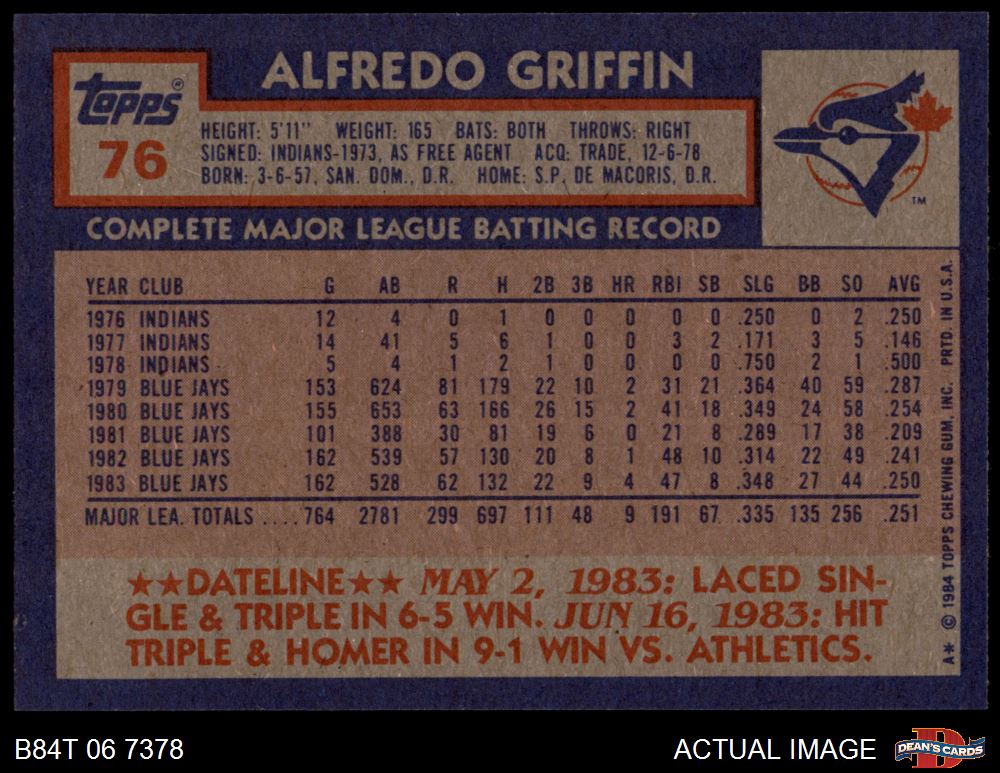 ALFREDO GRIFFIN
Topps®
76
HEIGHT: 5'11" WEIGHT: 165 BATS: BOTH THROWS: RIGHT
SIGNED: INDIANS-1973, AS FREE AGENT ACQ: TRADE, 12-6-78
BORN: 3-6-57, SAN. DOM., D.R. HOME: S.P. DE MACORIS, D.R.
TM
COMPLETE MAJOR LEAGUE BATTING RECORD
YEAR CLUB G AB R H 2B 3B HR RBI SB SLG BB SO AVG
1976 INDIANS 12 4 0 1 0 0 0 0 0 .250 0 2 .250
1977 INDIANS 14 41 5 6 1 0 0 3 2 .171 3 5 .146
1978 INDIANS 5 4 1 2 1 0 0 0 0 .750 2 1 .500
1979 BLUE JAYS 153 624 81 179 22 10 2 31 21 .364 40 59 .287
1980 BLUE JAYS 155 653 63 166 26 15 2 41 18 .349 24 58 .254
1981 BLUE JAYS 101 388 30 81 19 6 0 21 8 .289 17 38 .209
1982 BLUE JAYS 162 539 57 130 20 8 1 48 10 .314 22 49 .241
1983 BLUE JAYS 162 528 62 132 22 9 4 47 8 .348 27 44 .250
MAJOR LEA. TOTALS ....764 2781 299 697 111 48 9 191 67 .335 135 256 .251
★★DATELINE★★ MAY 2, 1983: LACED SIN-
GLE & TRIPLE IN 6-5 WIN. JUN 16, 1983: HIT
TRIPLE & HOMER IN 9-1 WIN VS. ATHLETICS.
A* © 1984 TOPPS CHEWING GUM, INC. PRTD. IN U.S.A.
B84T 06 7378
ACTUAL IMAGE
D
DEAN'S CARDS